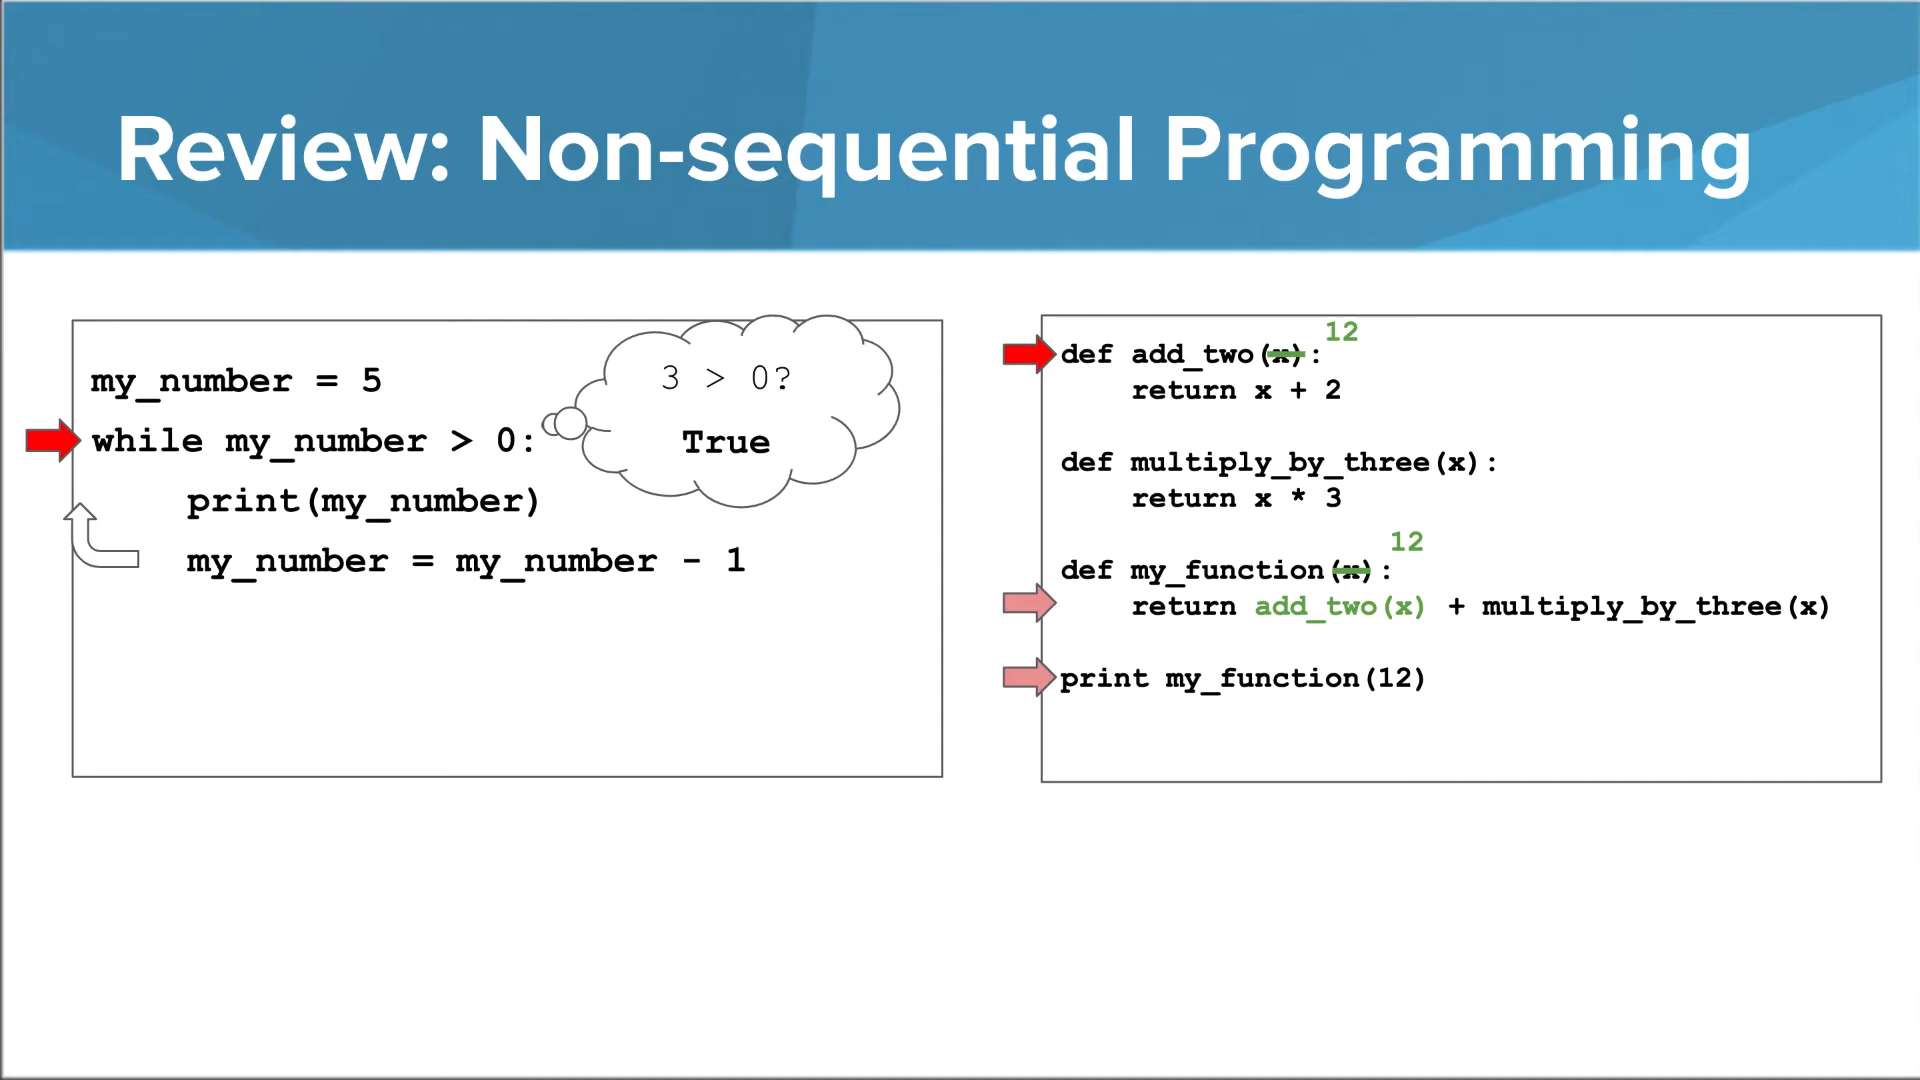 Review: Non-sequential Programming
my_number = 5
while my_number > 0:
print(my_number)
my_number = my_number - 1
3 > 0?
True
12
def add_two(x):
return x + 2
def multiply_by_three(x):
return x * 3
12
def my_function(x):
return add_two(x) + multiply_by_three(x)
print my_function(12)